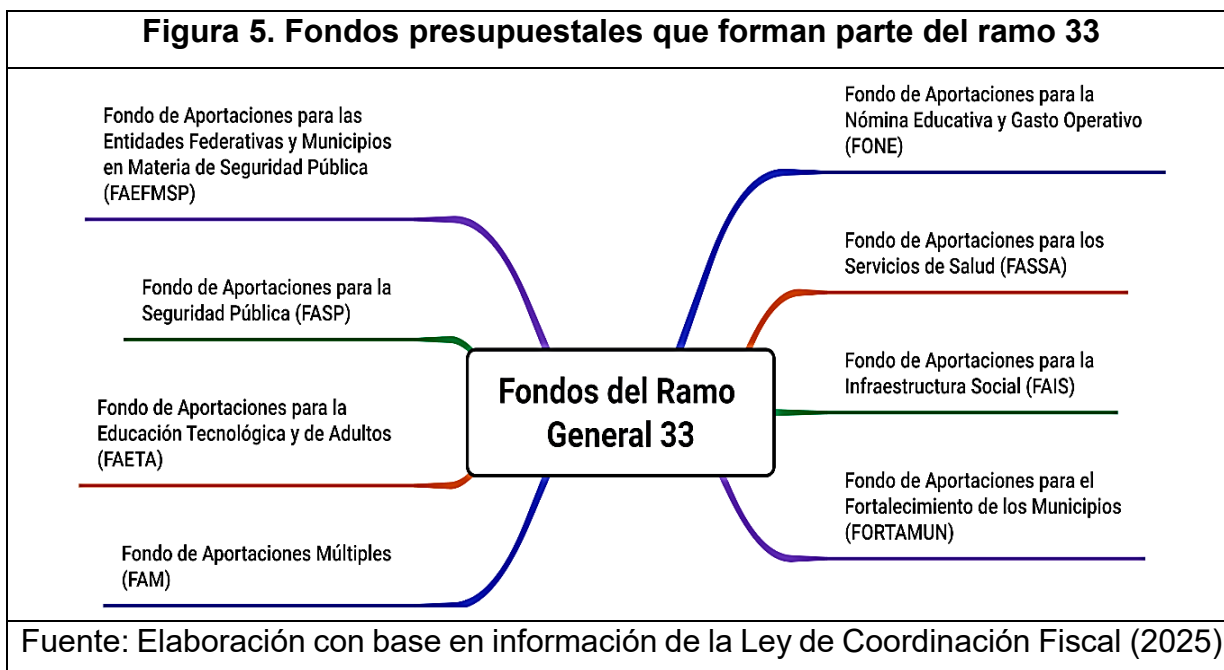 Figura 5. Fondos presupuestales que forman parte del ramo 33
Fondo de Aportaciones para las
Entidades Federativas y Municipios
en Materia de Seguridad Pública
(FAEFMSP)
Fondo de Aportaciones para la
Seguridad Pública (FASP)
Fondo de Aportaciones para la
Educación Tecnológica y de Adultos
(FAETA)
Fondo de Aportaciones Múltiples
(FAM)
Fondos del Ramo
General 33
Fondo de Aportaciones para la
Nómina Educativa y Gasto Operativo
(FONE)
Fondo de Aportaciones para los
Servicios de Salud (FASSA)
Fondo de Aportaciones para la
Infraestructura Social (FAIS)
Fondo de Aportaciones para el
Fortalecimiento de los Municipios
(FORTAMUN)
Fuente: Elaboración con base en información de la Ley de Coordinación Fiscal (2025)